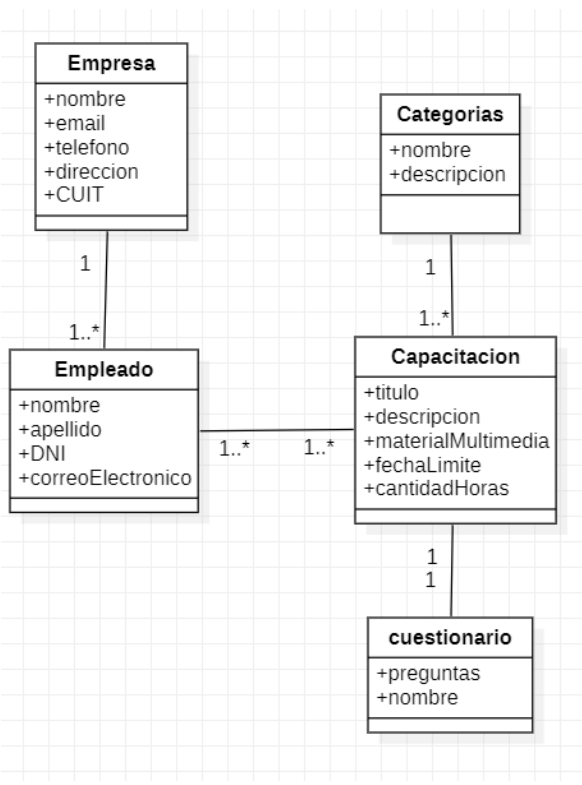 Empresa
+nombre
+email
+telefono
+direccion
+CUIT
1
1..*
Empleado
+nombre
+apellido
+DNI
+correoElectronico
1..*
1..*
Categorias
+nombre
+descripcion
1
1..*
Capacitacion
+titulo
+descripcion
+materialMultimedia
+fechaLimite
+cantidadHoras
1
1
cuestionario
+preguntas
+nombre